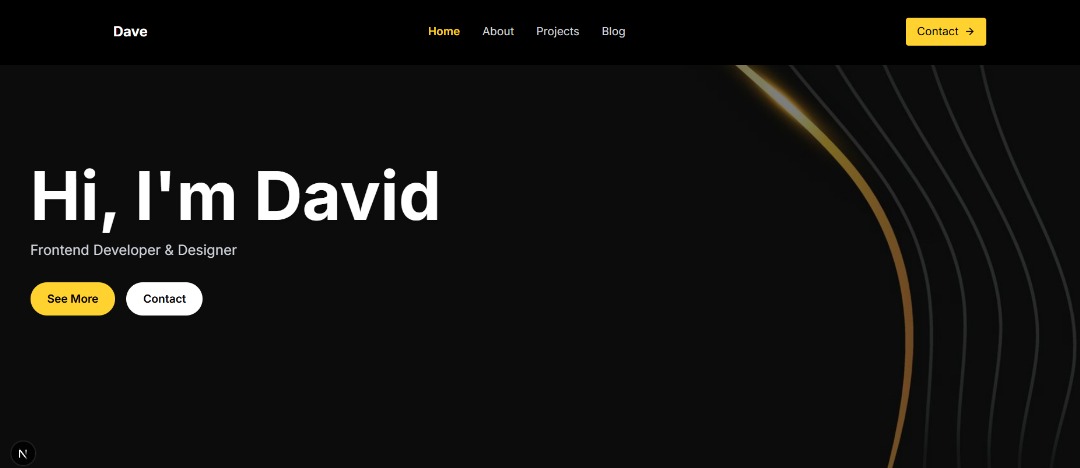 Dave
Home About Projects Blog
Contact →
Hi, I'm David
Frontend Developer & Designer
See More Contact
N